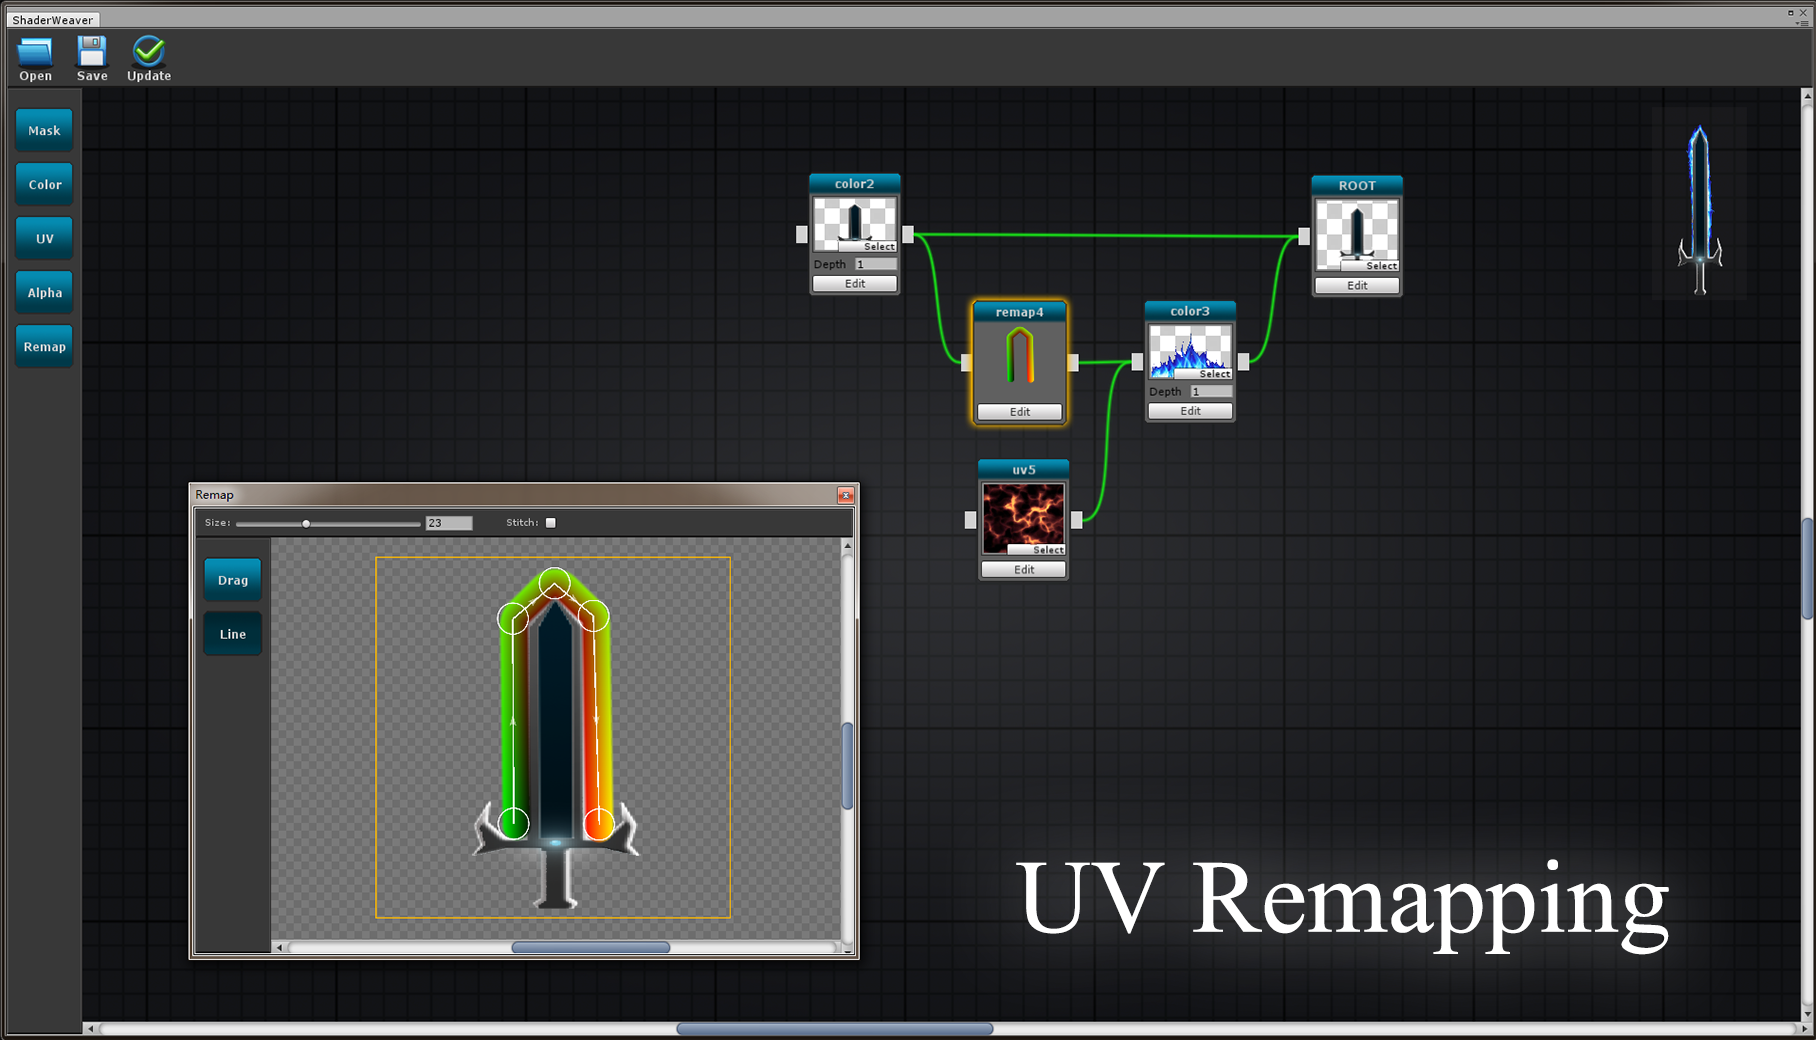 ShaderWeaver
Open
Save
Update
Mask
Color
UV
Alpha
Remap
color2
Select
Depth 1
Edit
ROOT
Select
Edit
remap4
Edit
color3
Select
Depth 1
Edit
uv5
Select
Edit
Remap
Size: 23 Stitch:
Drag
Line
UV Remapping